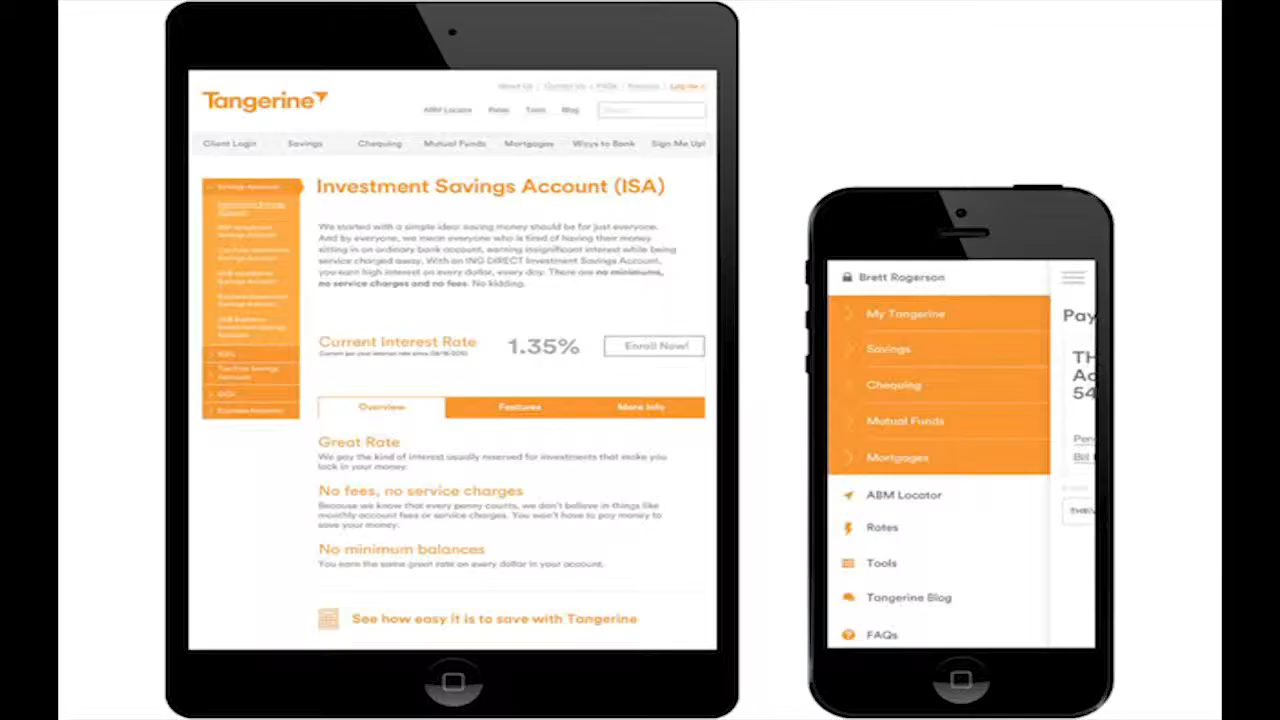 About Us Contact Us FAQs Log me in
Tangerine
ABM Locator Rates Tools Blog
Client Login Savings Chequing Mutual Funds Mortgages Ways to Bank Sign Me Up!
Savings Accounts
Investment Savings
Account
Investment Savings Account (ISA)
We started with a simple idea: saving money should be for just everyone.
And by everyone, we mean everyone who is tired of having their money
sitting in an ordinary bank account, earning insignificant interest while being
service charged away. With an ING DIRECT Investment Savings Account,
you earn high interest on every dollar, every day. There are no minimums,
no service charges and no fees. No kidding.
Current Interest Rate
1.35%
Enroll Now!
Overview Features More Info
Great Rate
We pay the kind of interest usually reserved for investments that make you
lock in your money.
No fees, no service charges
Because we know that every penny counts, we don't believe in things like
monthly account fees or service charges. You won't have to pay money to
save your money.
No minimum balances
You earn the same great rate on every dollar in your account.
See how easy it is to save with Tangerine
Brett Rogerson
My Tangerine
Savings
Chequing
Mutual Funds
Mortgages
ABM Locator
Rates
Tools
Tangerine Blog
FAQs
Pay
TH
Ac
54
Pen
Bill